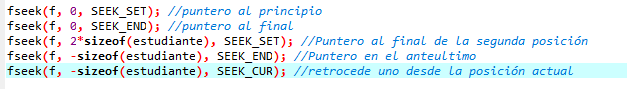 fseek(f, 0, SEEK_SET); //puntero al principio
fseek(f, 0, SEEK_END); //puntero al final
fseek(f, 2*sizeof(estudiante), SEEK_SET); //Puntero al final de la segunda posición
fseek(f, -sizeof(estudiante), SEEK_END); //Puntero en el anteultimo
fseek(f, -sizeof(estudiante), SEEK_CUR); //retrocede uno desde la posición actual